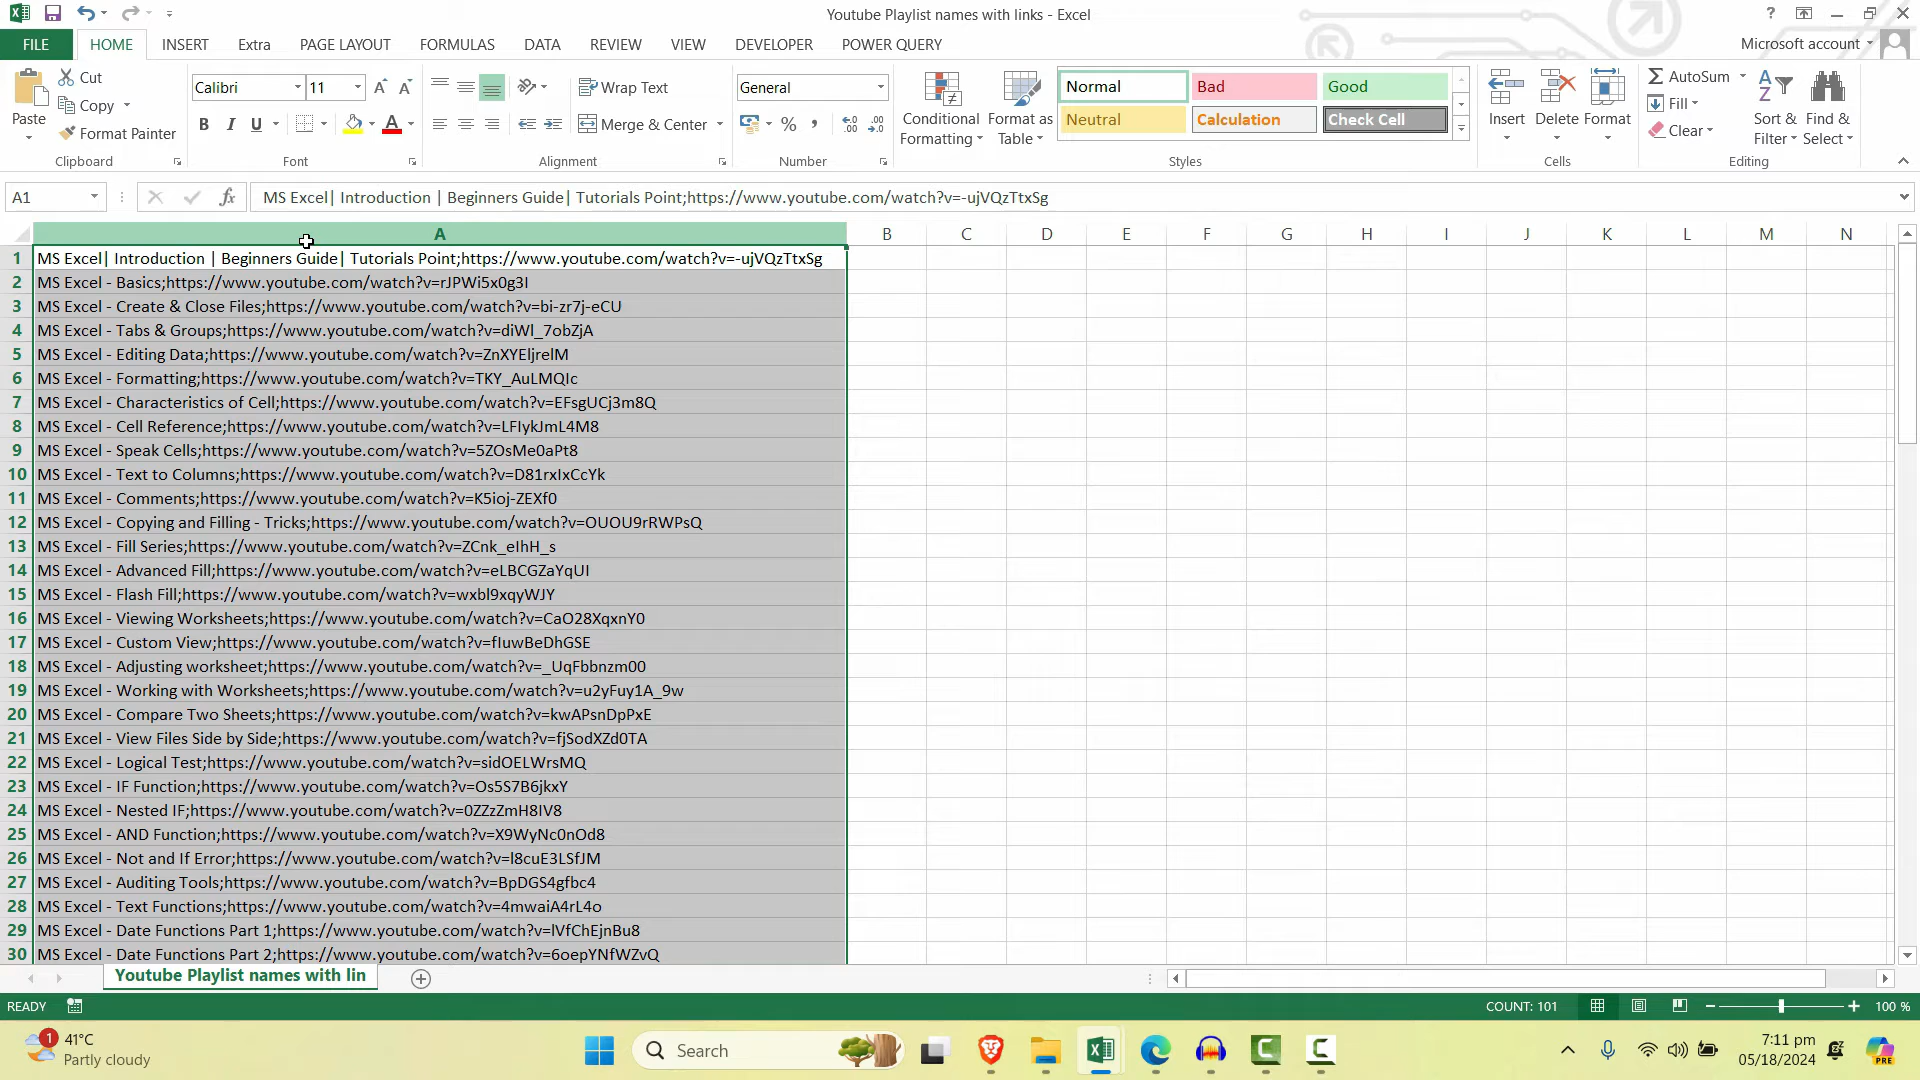 Youtube Playlist names with links - Excel
FILE HOME INSERT Extra PAGE LAYOUT FORMULAS DATA REVIEW VIEW DEVELOPER POWER QUERY Microsoft account
Paste Cut Copy Format Painter Clipboard
Calibri 11 B I U A Font
Wrap Text Merge & Center Alignment
General % Number
Conditional Formatting Format as Table Normal Bad Good Neutral Calculation Check Cell Styles
Insert Delete Format Cells
AutoSum Fill Clear Sort & Filter Find & Select Editing
A1 fx MS Excel| Introduction | Beginners Guide| Tutorials Point;https://www.youtube.com/watch?v=-ujVQzTtxSg
A B C D E F G H I J K L M N
1 MS Excel| Introduction | Beginners Guide| Tutorials Point;https://www.youtube.com/watch?v=-ujVQzTtxSg
2 MS Excel - Basics;https://www.youtube.com/watch?v=rJPWi5x0g3I
3 MS Excel - Create & Close Files;https://www.youtube.com/watch?v=bi-zr7j-eCU
4 MS Excel - Tabs & Groups;https://www.youtube.com/watch?v=diWl_7obZjA
5 MS Excel - Editing Data;https://www.youtube.com/watch?v=ZnXYEljrelM
6 MS Excel - Formatting;https://www.youtube.com/watch?v=TKY_AuLMQIc
7 MS Excel - Characteristics of Cell;https://www.youtube.com/watch?v=EFsgUCj3m8Q
8 MS Excel - Cell Reference;https://www.youtube.com/watch?v=LFIykJmL4M8
9 MS Excel - Speak Cells;https://www.youtube.com/watch?v=5ZOsMe0aPt8
10 MS Excel - Text to Columns;https://www.youtube.com/watch?v=D81rxIxCcYk
11 MS Excel - Comments;https://www.youtube.com/watch?v=K5ioj-ZEXf0
12 MS Excel - Copying and Filling - Tricks;https://www.youtube.com/watch?v=OUOU9rRWPsQ
13 MS Excel - Fill Series;https://www.youtube.com/watch?v=ZCnk_eIhH_s
14 MS Excel - Advanced Fill;https://www.youtube.com/watch?v=eLBCGZaYqUI
15 MS Excel - Flash Fill;https://www.youtube.com/watch?v=wxbl9xqyWJY
16 MS Excel - Viewing Worksheets;https://www.youtube.com/watch?v=CaO28XqxnY0
17 MS Excel - Custom View;https://www.youtube.com/watch?v=fIuwBeDhGSE
18 MS Excel - Adjusting worksheet;https://www.youtube.com/watch?v=_UqFbbnzm00
19 MS Excel - Working with Worksheets;https://www.youtube.com/watch?v=u2yFuy1A_9w
20 MS Excel - Compare Two Sheets;https://www.youtube.com/watch?v=kwAPsnDpPxE
21 MS Excel - View Files Side by Side;https://www.youtube.com/watch?v=fjSodXZd0TA
22 MS Excel - Logical Test;https://www.youtube.com/watch?v=sidOELWrsMQ
23 MS Excel - IF Function;https://www.youtube.com/watch?v=Os5S7B6jkxY
24 MS Excel - Nested IF;https://www.youtube.com/watch?v=0ZZzZmH8IV8
25 MS Excel - AND Function;https://www.youtube.com/watch?v=X9WyNc0nOd8
26 MS Excel - Not and If Error;https://www.youtube.com/watch?v=l8cuE3LSfJM
27 MS Excel - Auditing Tools;https://www.youtube.com/watch?v=BpDGS4gfbc4
28 MS Excel - Text Functions;https://www.youtube.com/watch?v=4mwaiA4rL4o
29 MS Excel - Date Functions Part 1;https://www.youtube.com/watch?v=lVfChEjnBu8
30 MS Excel - Date Functions Part 2;https://www.youtube.com/watch?v=6oepYNfWZvQ
Youtube Playlist names with lin
READY COUNT: 101 100 %
1 41°C
Partly cloudy
Search
7:11 pm
05/18/2024
PRE